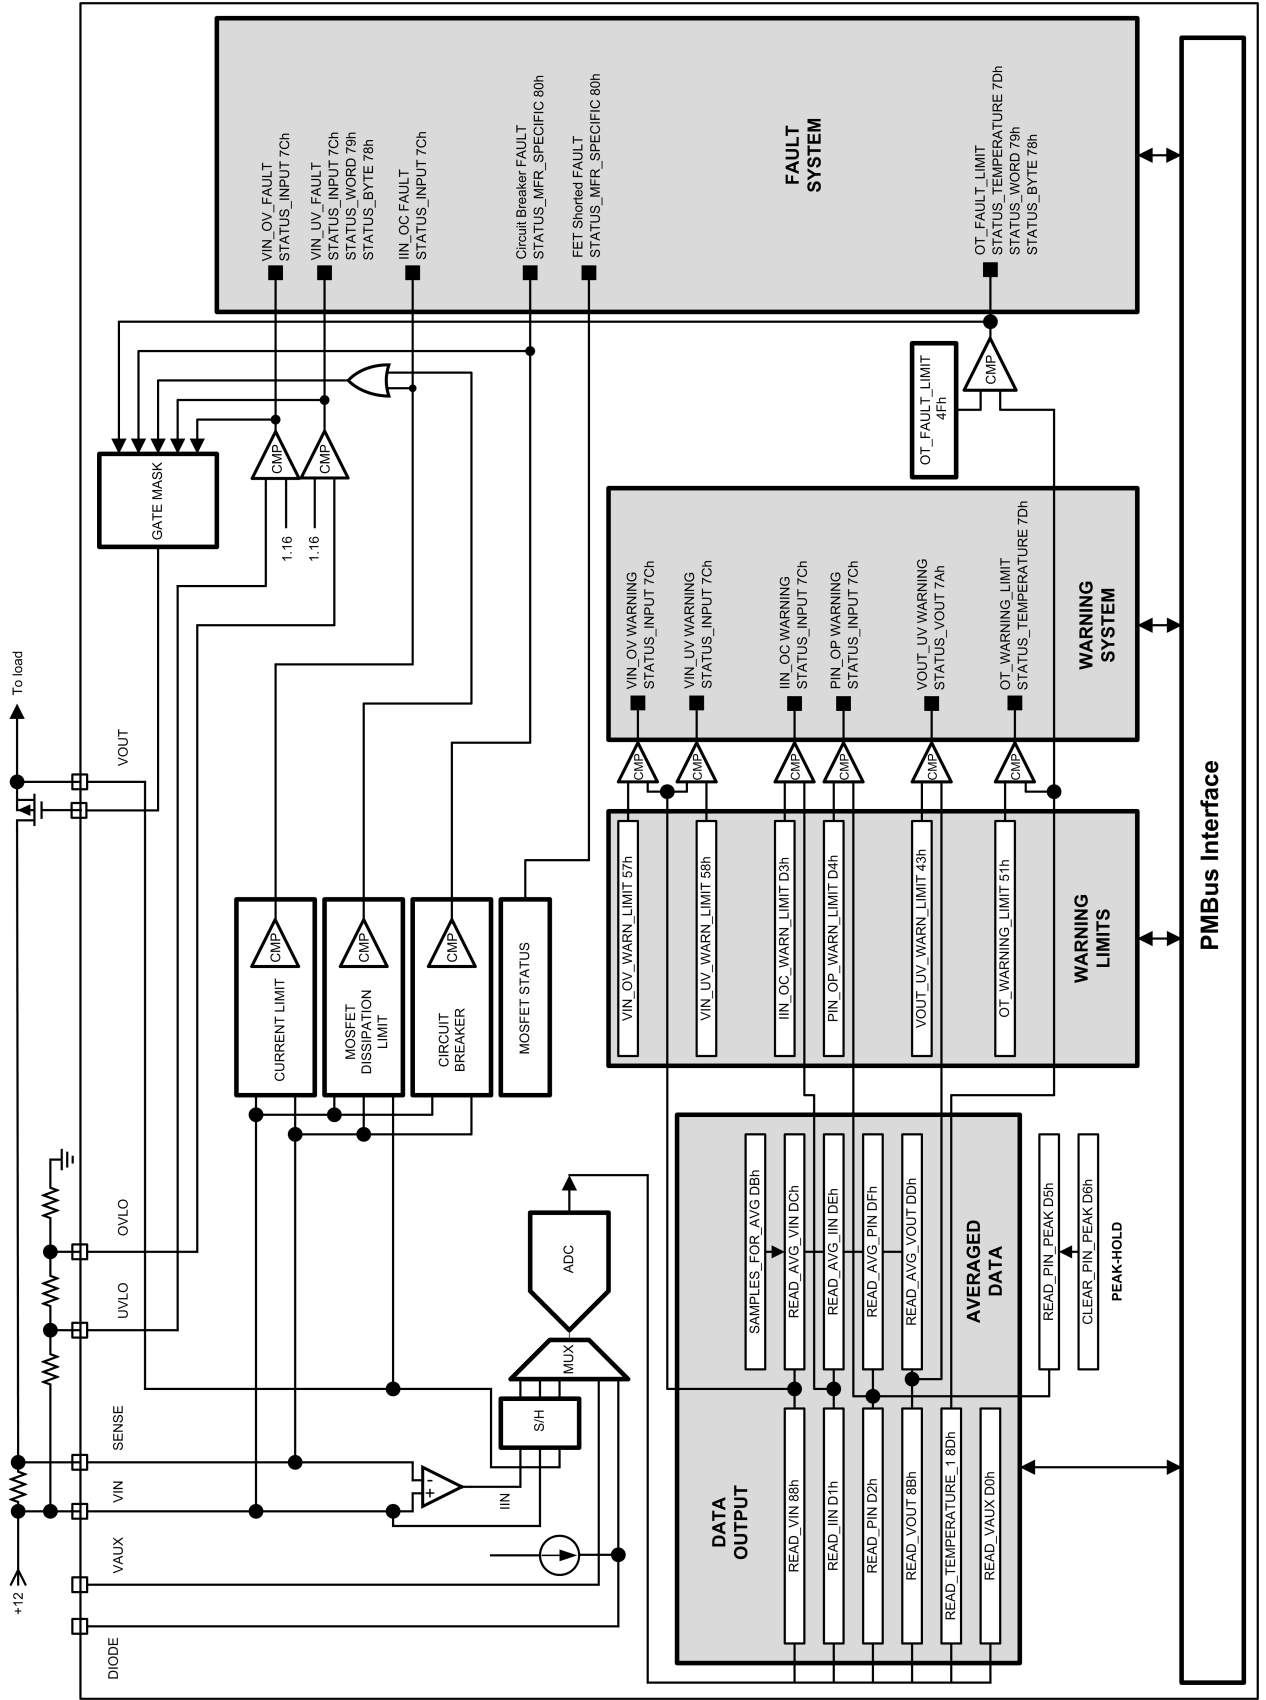 +12
VAUX
DIODE
VIN
SENSE
UVLO
OVLO
VOUT
To load
GATE MASK
CMP
CMP
1.16
1.16
CURRENT LIMIT
CMP
MOSFET
DISSIPATION
LIMIT
CMP
CIRCUIT
BREAKER
CMP
MOSFET STATUS
IIN
+
-
S/H
MUX
ADC
VIN_OV_FAULT
STATUS_INPUT 7Ch
VIN_UV_FAULT
STATUS_INPUT 7Ch
STATUS_WORD 79h
STATUS_BYTE 78h
IIN_OC FAULT
STATUS_INPUT 7Ch
Circuit Breaker FAULT
STATUS_MFR_SPECIFIC 80h
FET Shorted FAULT
STATUS_MFR_SPECIFIC 80h
FAULT
SYSTEM
OT_FAULT_LIMIT
STATUS_TEMPERATURE 7Dh
STATUS_WORD 79h
STATUS_BYTE 78h
OT_FAULT_LIMIT
4Fh
CMP
DATA
OUTPUT
READ_VIN 88h
READ_IIN D1h
READ_PIN D2h
READ_VOUT 8Bh
READ_TEMPERATURE_1 8Dh
READ_VAUX D0h
SAMPLES_FOR_AVG DBh
READ_AVG_VIN DCh
READ_AVG_IIN DEh
READ_AVG_PIN DFh
READ_AVG_VOUT DDh
AVERAGED
DATA
READ_PIN_PEAK D5h
CLEAR_PIN_PEAK D6h
PEAK-HOLD
VIN_OV_WARN_LIMIT 57h
VIN_UV_WARN_LIMIT 58h
IIN_OC_WARN_LIMIT D3h
PIN_OP_WARN_LIMIT D4h
VOUT_UV_WARN_LIMIT 43h
OT_WARNING_LIMIT 51h
WARNING
LIMITS
CMP
CMP
CMP
CMP
CMP
CMP
VIN_OV WARNING
STATUS_INPUT 7Ch
VIN_UV WARNING
STATUS_INPUT 7Ch
IIN_OC WARNING
STATUS_INPUT 7Ch
PIN_OP WARNING
STATUS_INPUT 7Ch
VOUT_UV WARNING
STATUS_VOUT 7Ah
OT_WARNING_LIMIT
STATUS_TEMPERATURE 7Dh
WARNING
SYSTEM
PMBus Interface